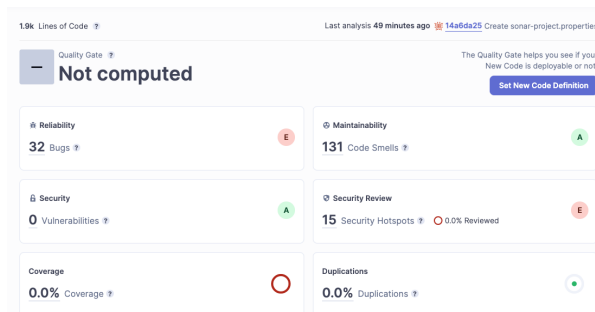 1.9k Lines of Code ?
Last analysis 49 minutes ago 14a6da25 Create sonar-project.properties
Quality Gate ?
Not computed
The Quality Gate helps you see if you
New Code is deployable or not
Set New Code Definition
Reliability
32 Bugs ?
E
Maintainability
131 Code Smells ?
A
Security
0 Vulnerabilities ?
A
Security Review
15 Security Hotspots ? 0.0% Reviewed
E
Coverage
0.0% Coverage ?
Duplications
0.0% Duplications ?